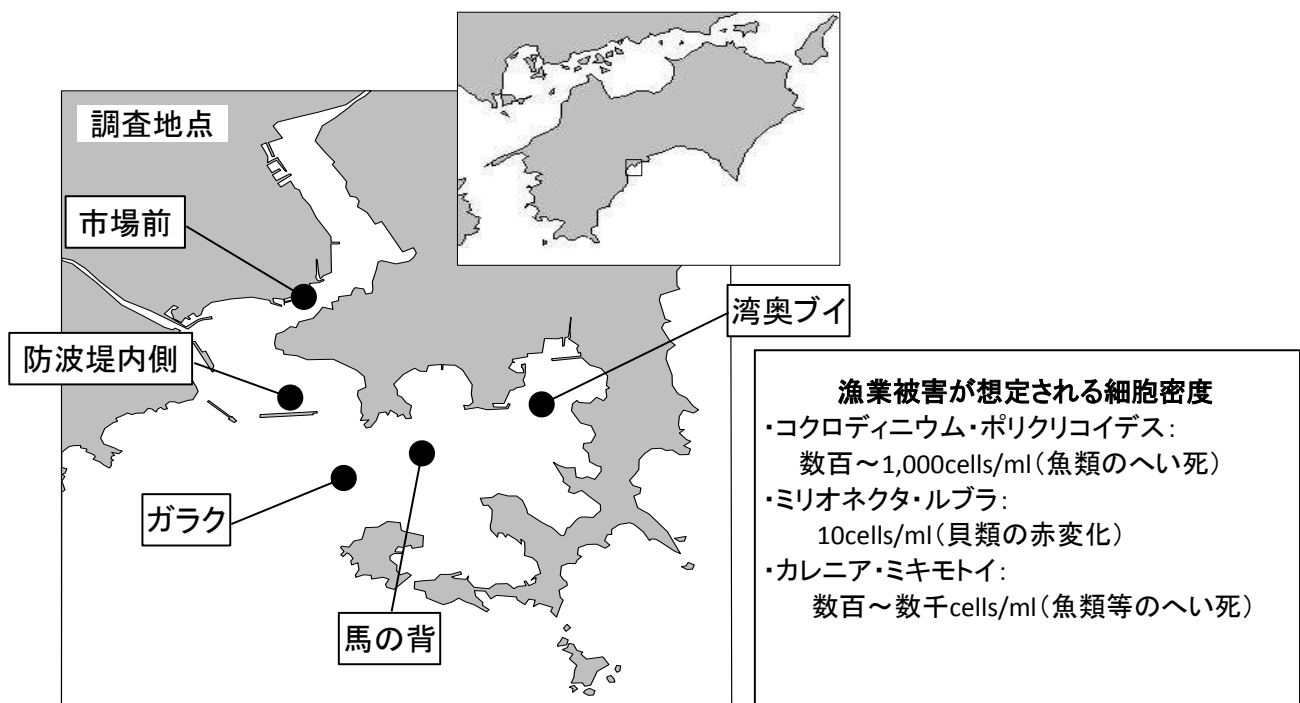 調査地点
市場前
防波堤内側
ガラク
馬の背
湾奥ブイ
漁業被害が想定される細胞密度
・コクロディニウム・ポリクリコイデス:
数百～1,000cells/ml(魚類のへい死)
・ミリオネクタ・ルブラ:
10cells/ml(貝類の赤変化)
・カレニア・ミキモトイ:
数百～数千cells/ml(魚類等のへい死)